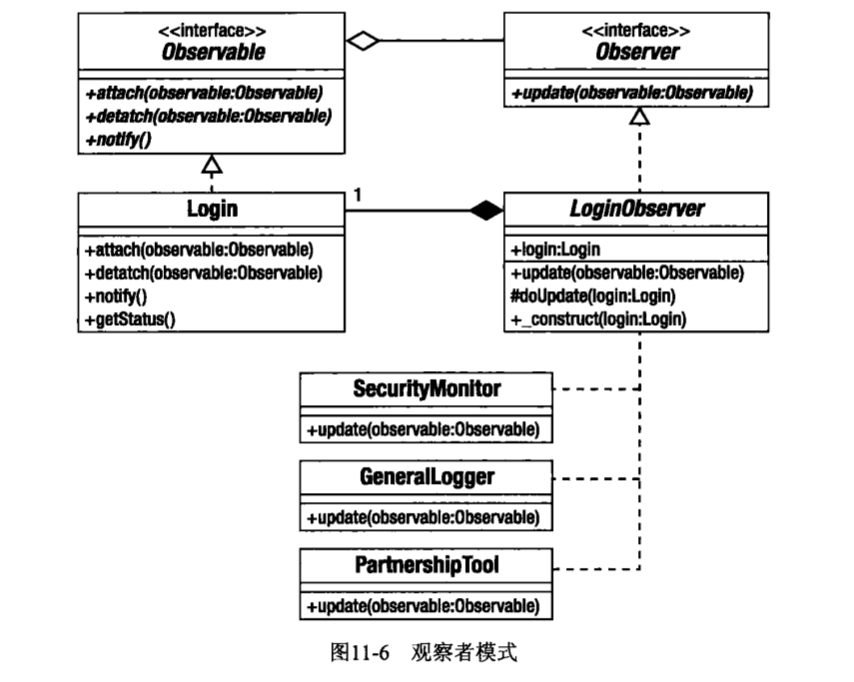 <<interface>>
Observable
+attach(observable:Observable)
+detatch(observable:Observable)
+notify()
<<interface>>
Observer
+update(observable:Observable)
Login
+attach(observable:Observable)
+detatch(observable:Observable)
+notify()
+getStatus()
1
LoginObserver
+login:Login
+update(observable:Observable)
#doUpdate(login:Login)
+_construct(login:Login)
SecurityMonitor
+update(observable:Observable)
GeneralLogger
+update(observable:Observable)
PartnershipTool
+update(observable:Observable)
图11-6 观察者模式